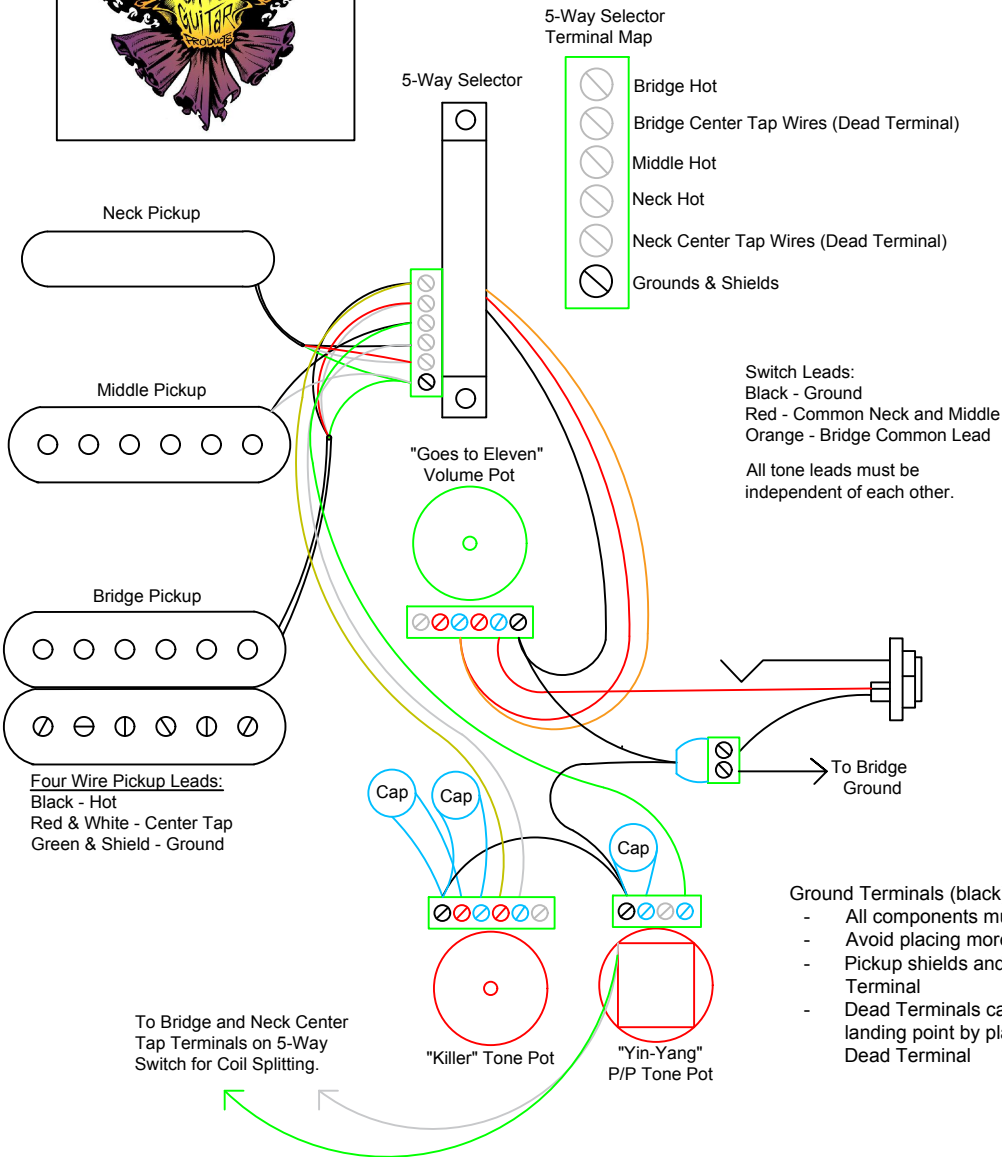 GUiTaR
PRODUCTS
5-Way Selector
Terminal Map
5-Way Selector
Bridge Hot
Bridge Center Tap Wires (Dead Terminal)
Middle Hot
Neck Hot
Neck Center Tap Wires (Dead Terminal)
Grounds & Shields
Neck Pickup
Middle Pickup
Switch Leads:
Black - Ground
Red - Common Neck and Middle
Orange - Bridge Common Lead
All tone leads must be
independent of each other.
"Goes to Eleven"
Volume Pot
Bridge Pickup
Four Wire Pickup Leads:
Black - Hot
Red & White - Center Tap
Green & Shield - Ground
To Bridge
Ground
Cap
Cap
Cap
Ground Terminals (black
- All components mu
- Avoid placing more
- Pickup shields and
Terminal
- Dead Terminals ca
landing point by pla
Dead Terminal
To Bridge and Neck Center
Tap Terminals on 5-Way
Switch for Coil Splitting.
"Killer" Tone Pot
"Yin-Yang"
P/P Tone Pot